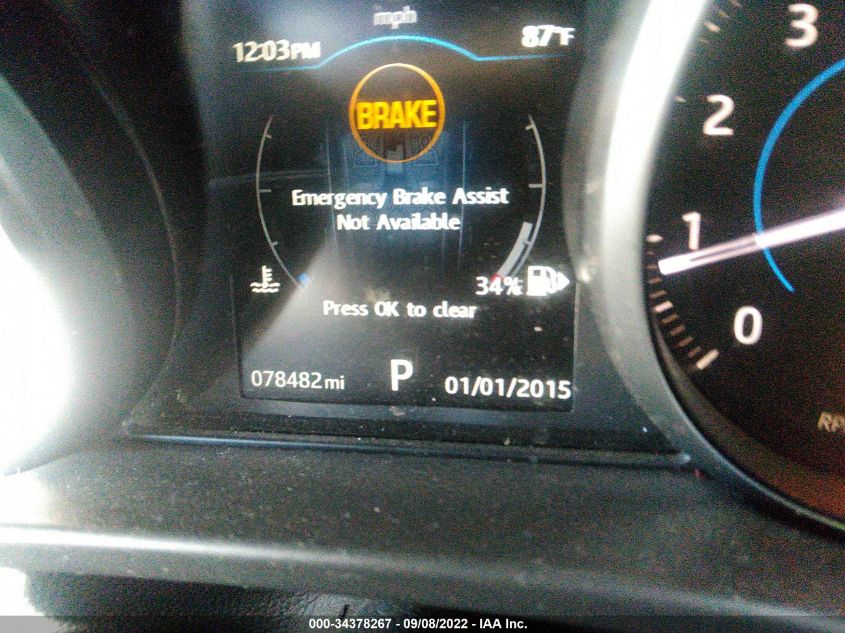 mph
12:03PM
87°F
BRAKE
Emergency Brake Assist
Not Available
34%
Press OK to clear
078482mi
P
01/01/2015
3
2
1
0
000-34378267 - 09/08/2022 - IAA Inc.